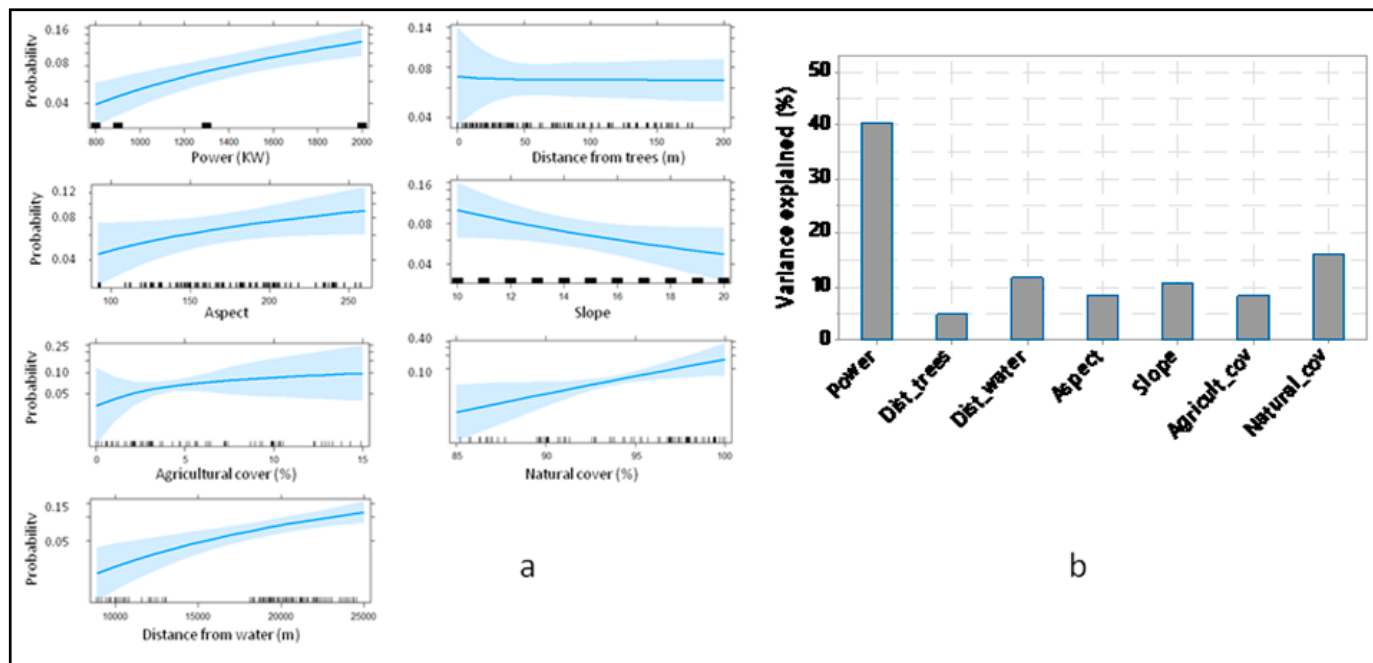 0.16
0.08
0.04
Probability
800 1000 1200 1400 1600 1800 2000
Power (KW)
0.14
0.08
0.04
0 50 100 150 200
Distance from trees (m)
0.12
0.08
0.04
Probability
100 150 200 250
Aspect
0.16
0.08
0.04
10 12 14 16 18 20
Slope
0.25
0.10
0.05
Probability
0 5 10 15
Agricultural cover (%)
0.40
0.10
85 90 95 100
Natural cover (%)
0.15
0.05
Probability
10000 15000 20000 25000
Distance from water (m)
a
50
40
30
20
10
0
Variance explained (%)
Power
Dist_trees
Dist_water
Aspect
Slope
Agricult_cov
Natural_cov
b